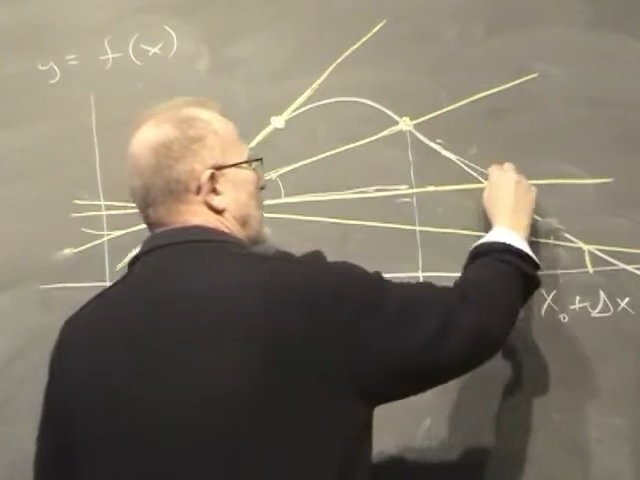 y = f(x)
x₀+Δx